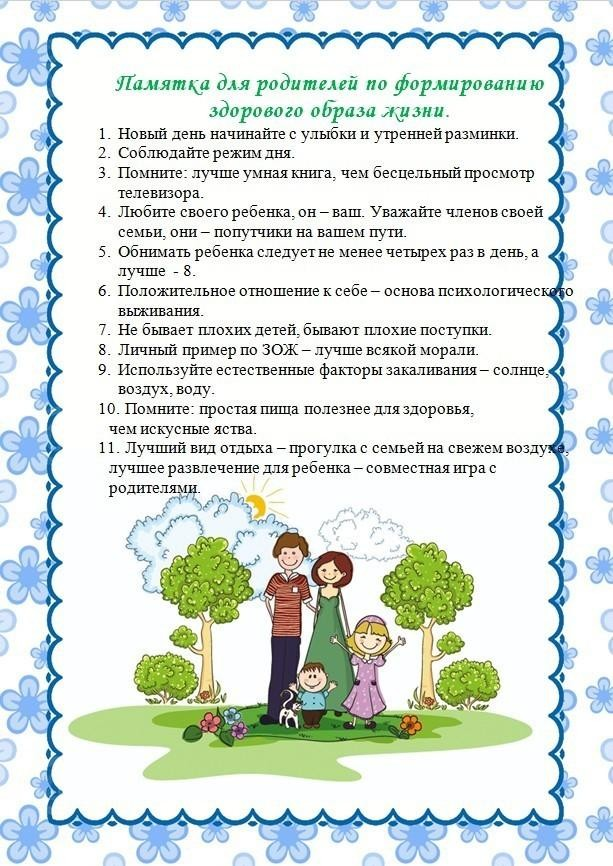 Памятка для родителей по формированию
здорового образа жизни.
1. Новый день начинайте с улыбки и утренней разминки.
2. Соблюдайте режим дня.
3. Помните: лучше умная книга, чем бесцельный просмотр
телевизора.
4. Любите своего ребенка, он – ваш. Уважайте членов своей
семьи, они – попутчики на вашем пути.
5. Обнимать ребенка следует не менее четырех раз в день, а
лучше - 8.
6. Положительное отношение к себе – основа психологического
выживания.
7. Не бывает плохих детей, бывают плохие поступки.
8. Личный пример по ЗОЖ – лучше всякой морали.
9. Используйте естественные факторы закаливания – солнце,
воздух, воду.
10. Помните: простая пища полезнее для здоровья,
чем искусные яства.
11. Лучший вид отдыха – прогулка с семьей на свежем воздухе,
лучшее развлечение для ребенка – совместная игра с
родителями.